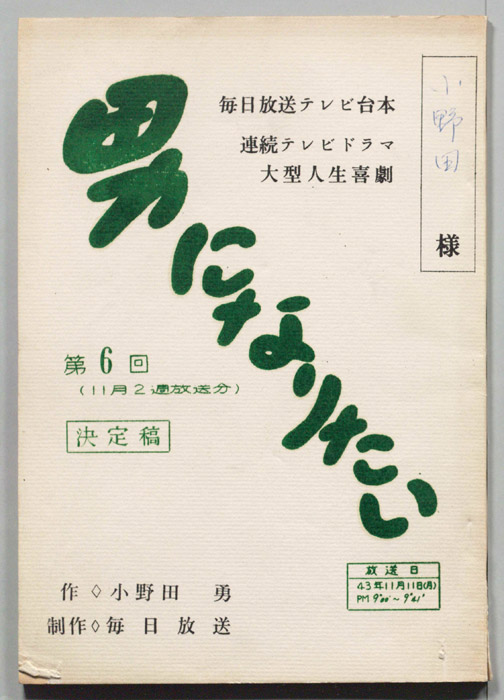 小野田
様
毎日放送テレビ台本
連続テレビドラマ
大型人生喜劇
男になりたい
第6回
(11月2週放送分)
決定稿
放送日
43年11月11日(月)
PM 9°00'~9°41'
作◇小野田 勇
制作◇毎日放送